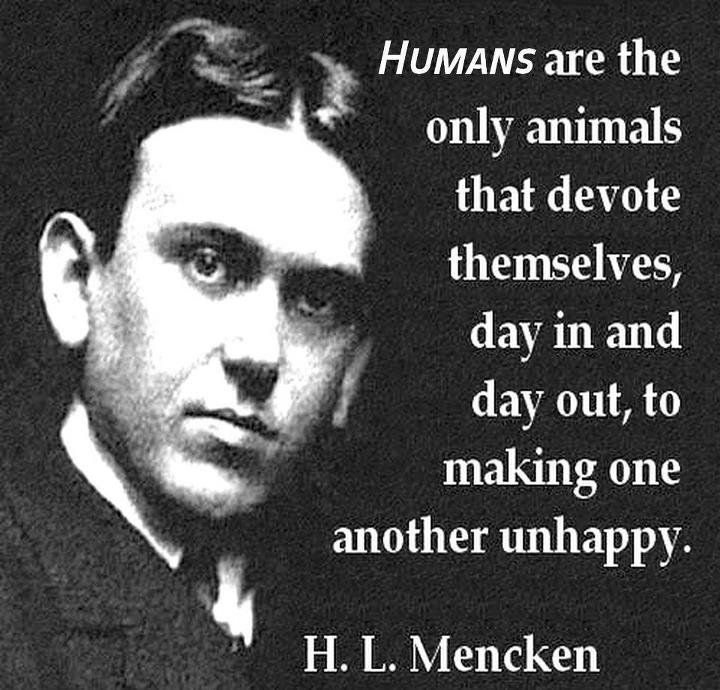 HUMANS are the
only animals
that devote
themselves,
day in and
day out, to
making one
another unhappy.
H. L. Mencken